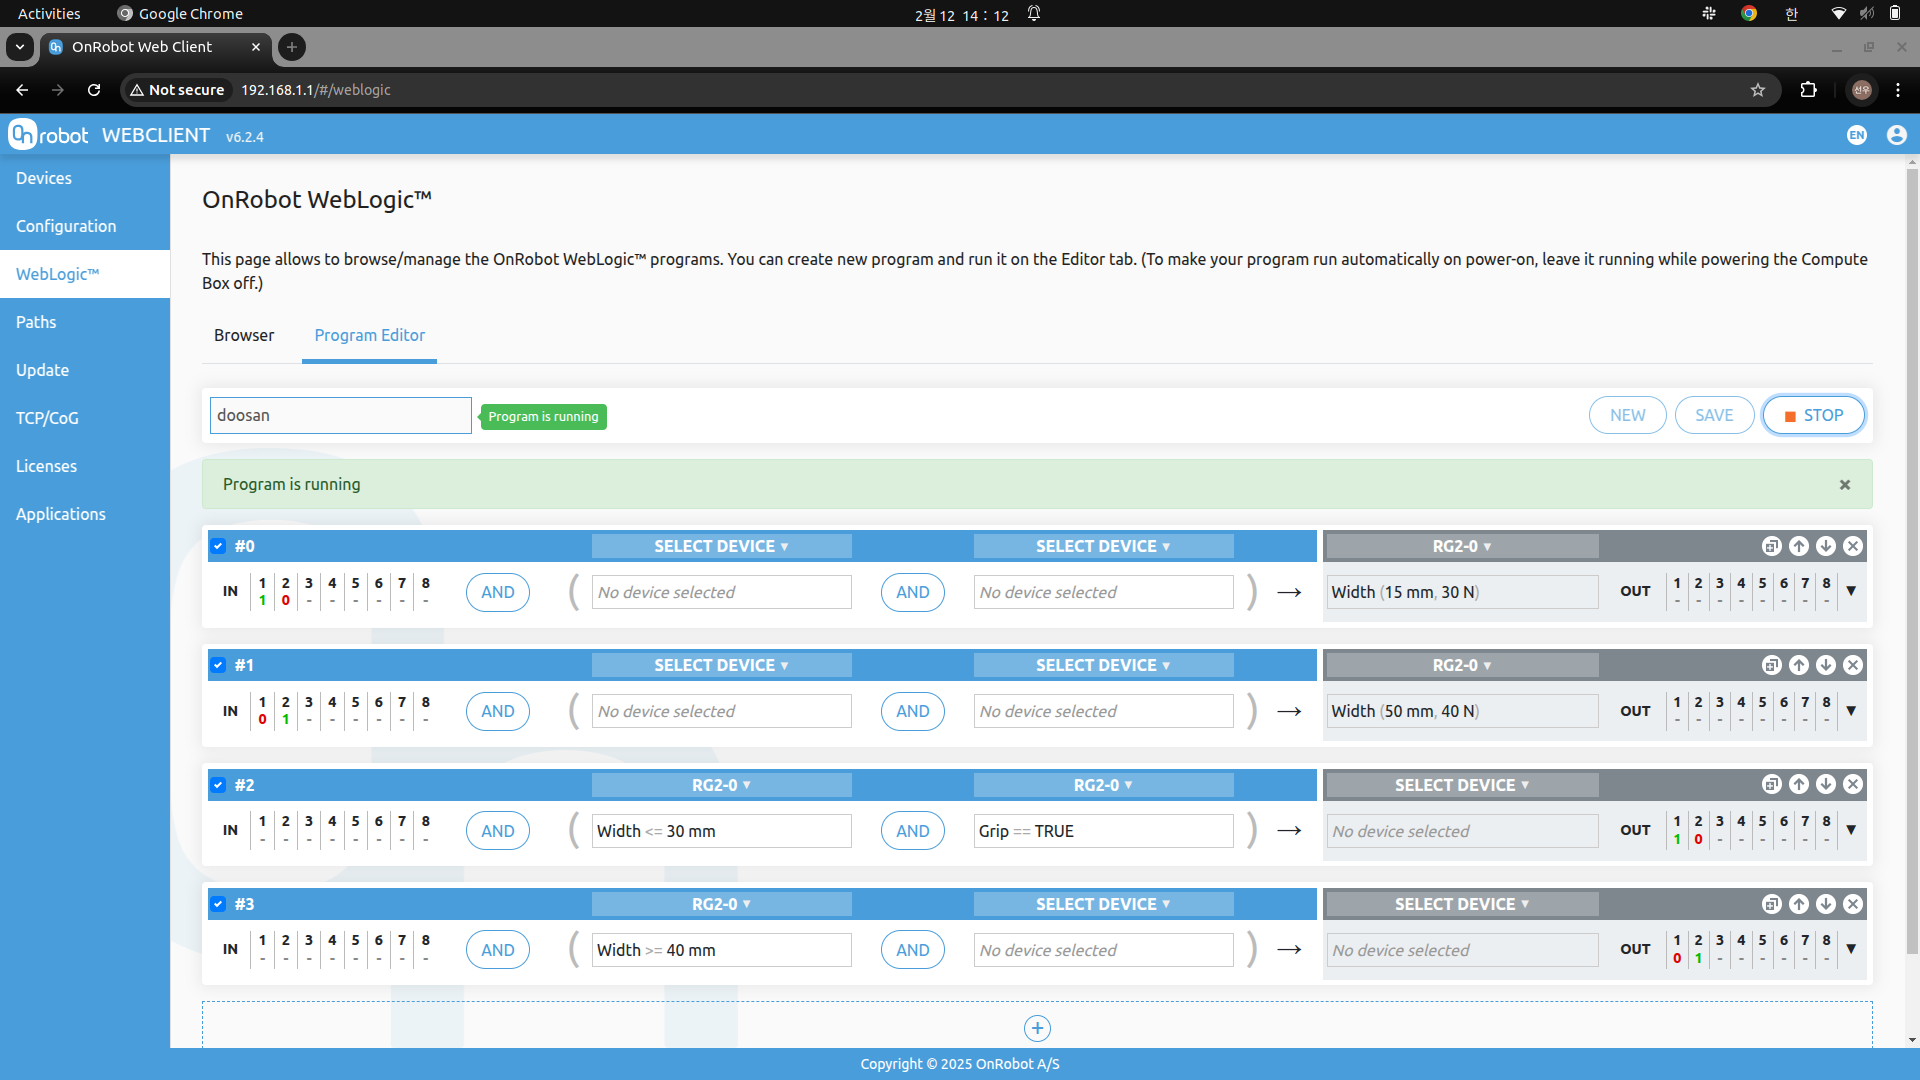 Activities Google Chrome 2월 12 14 : 12 한
OnRobot Web Client
Not secure 192.168.1.1/#/weblogic 선우
On robot WEBCLIENT v6.2.4 EN
Devices
Configuration
WebLogic™
Paths
Update
TCP/CoG
Licenses
Applications
OnRobot WebLogic™
This page allows to browse/manage the OnRobot WebLogic™ programs. You can create new program and run it on the Editor tab. (To make your program run automatically on power-on, leave it running while powering the Compute
Box off.)
Browser Program Editor
doosan Program is running NEW SAVE STOP
Program is running
#0 SELECT DEVICE SELECT DEVICE RG2-0
IN 1 2 3 4 5 6 7 8 AND ( No device selected AND No device selected ) → Width (15 mm, 30 N) OUT 1 2 3 4 5 6 7 8
1 0 - - - - - - - - - - - - - -
#1 SELECT DEVICE SELECT DEVICE RG2-0
IN 1 2 3 4 5 6 7 8 AND ( No device selected AND No device selected ) → Width (50 mm, 40 N) OUT 1 2 3 4 5 6 7 8
0 1 - - - - - - - - - - - - - -
#2 RG2-0 RG2-0 SELECT DEVICE
IN 1 2 3 4 5 6 7 8 AND ( Width <= 30 mm AND Grip == TRUE ) → No device selected OUT 1 2 3 4 5 6 7 8
- - - - - - - - 1 0 - - - - - -
#3 RG2-0 SELECT DEVICE SELECT DEVICE
IN 1 2 3 4 5 6 7 8 AND ( Width >= 40 mm AND No device selected ) → No device selected OUT 1 2 3 4 5 6 7 8
- - - - - - - - 0 1 - - - - - -
Copyright © 2025 OnRobot A/S